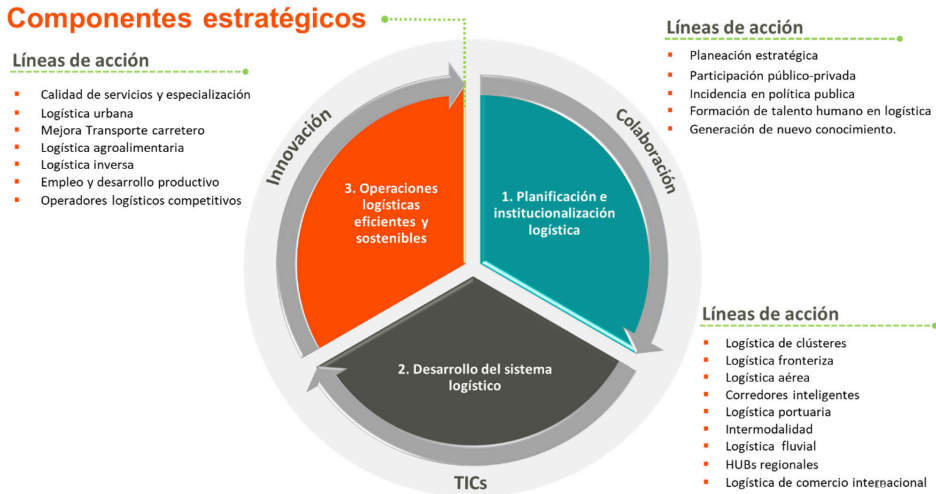 Componentes estratégicos
Líneas de acción
Calidad de servicios y especialización
Logística urbana
Mejora Transporte carretero
Logística agroalimentaria
Logística inversa
Empleo y desarrollo productivo
Operadores logísticos competitivos
Líneas de acción
Planeación estratégica
Participación público-privada
Incidencia en política publica
Formación de talento humano en logística
Generación de nuevo conocimiento.
Innovación
Colaboración
TICs
1. Planificación e
institucionalización
logística
2. Desarrollo del sistema
logístico
3. Operaciones
logísticas
eficientes y
sostenibles
Líneas de acción
Logística de clústeres
Logística fronteriza
Logística aérea
Corredores inteligentes
Logística portuaria
Intermodalidad
Logística fluvial
HUBs regionales
Logística de comercio internacional